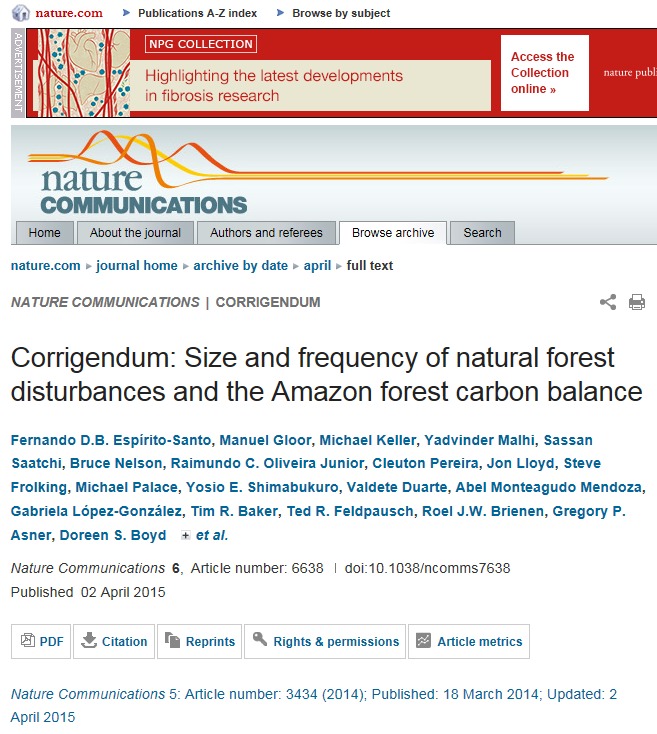 nature.com Publications A-Z index Browse by subject
ADVERTISEMENT
NPG COLLECTION
Highlighting the latest developments
in fibrosis research
Access the
Collection
online »
nature publi
nature
COMMUNICATIONS
Home About the journal Authors and referees Browse archive Search
nature.com ▸ journal home ▸ archive by date ▸ april ▸ full text
NATURE COMMUNICATIONS | CORRIGENDUM
Corrigendum: Size and frequency of natural forest
disturbances and the Amazon forest carbon balance
Fernando D.B. Espírito-Santo, Manuel Gloor, Michael Keller, Yadvinder Malhi, Sassan
Saatchi, Bruce Nelson, Raimundo C. Oliveira Junior, Cleuton Pereira, Jon Lloyd, Steve
Frolking, Michael Palace, Yosio E. Shimabukuro, Valdete Duarte, Abel Monteagudo Mendoza,
Gabriela López-González, Tim R. Baker, Ted R. Feldpausch, Roel J.W. Brienen, Gregory P.
Asner, Doreen S. Boyd + et al.
Nature Communications 6, Article number: 6638 | doi:10.1038/ncomms7638
Published 02 April 2015
PDF Citation Reprints Rights & permissions Article metrics
Nature Communications 5: Article number: 3434 (2014); Published: 18 March 2014; Updated: 2
April 2015